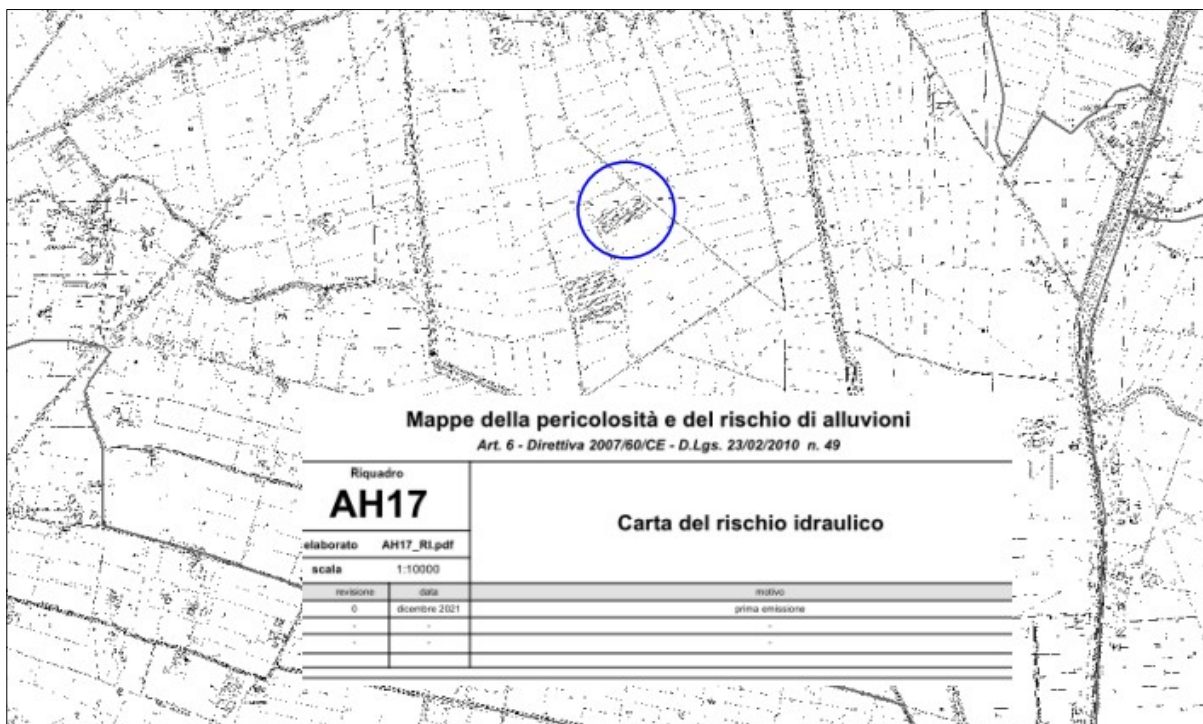 Mappe della pericolosità e del rischio di alluvioni
Art. 6 - Direttiva 2007/60/CE - D.Lgs. 23/02/2010 n. 49
Riquadro
AH17
Carta del rischio idraulico
elaborato AH17_RI.pdf
scala 1:10000
revisione data motivo
0 dicembre 2021 prima emissione
- - -
- - -